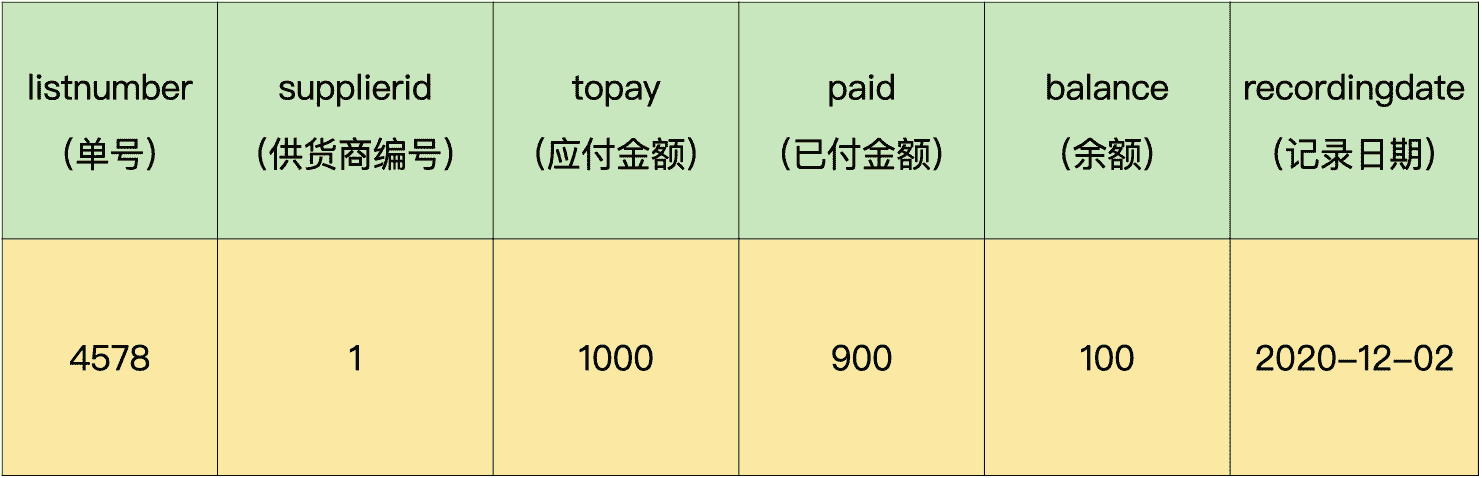 listnumber
（单号）
supplierid
（供货商编号）
topay
（应付金额）
paid
（已付金额）
balance
（余额）
recordingdate
（记录日期）
4578
1
1000
900
100
2020-12-02